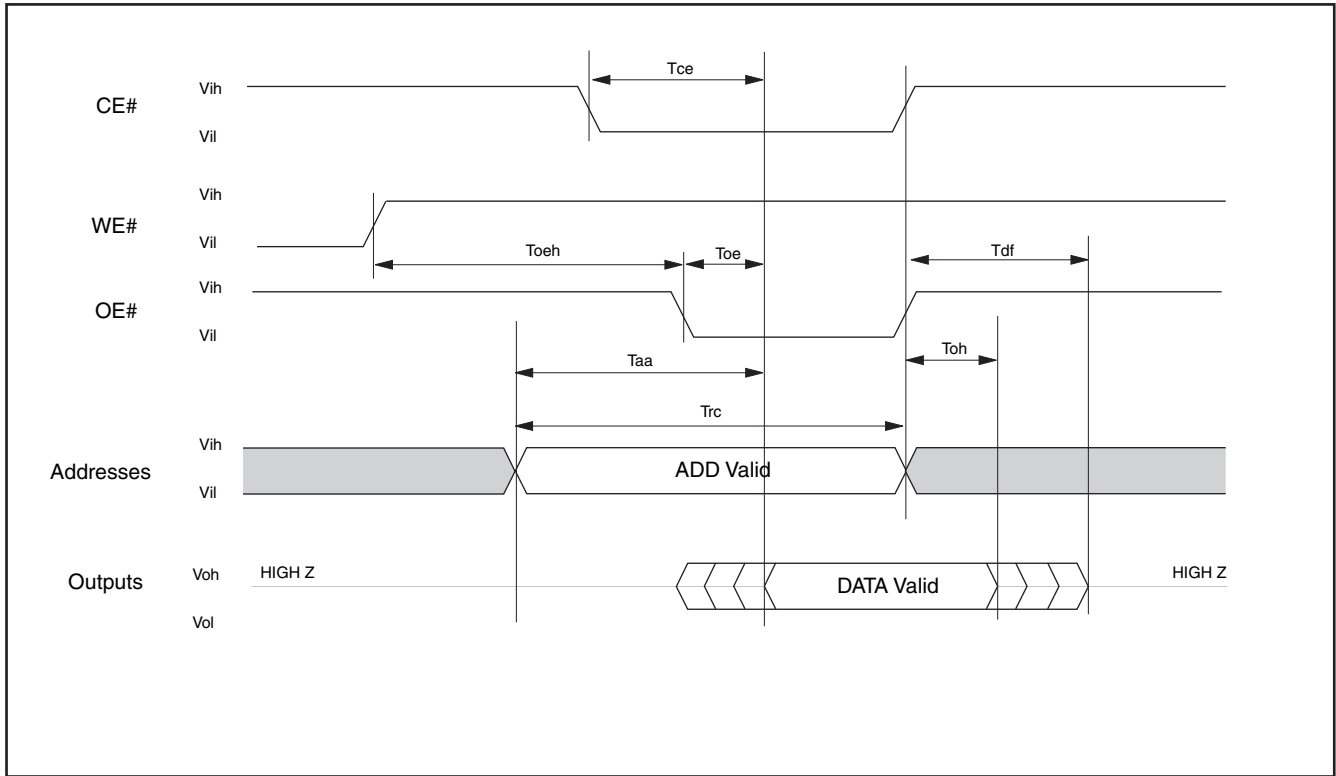 Tce
Vih
CE#
Vil
Vih
WE#
Vil
Toeh
Toe
Tdf
Vih
OE#
Vil
Toh
Taa
Trc
Vih
Addresses
ADD Valid
Vil
Voh
HIGH Z
HIGH Z
Outputs
DATA Valid
Vol